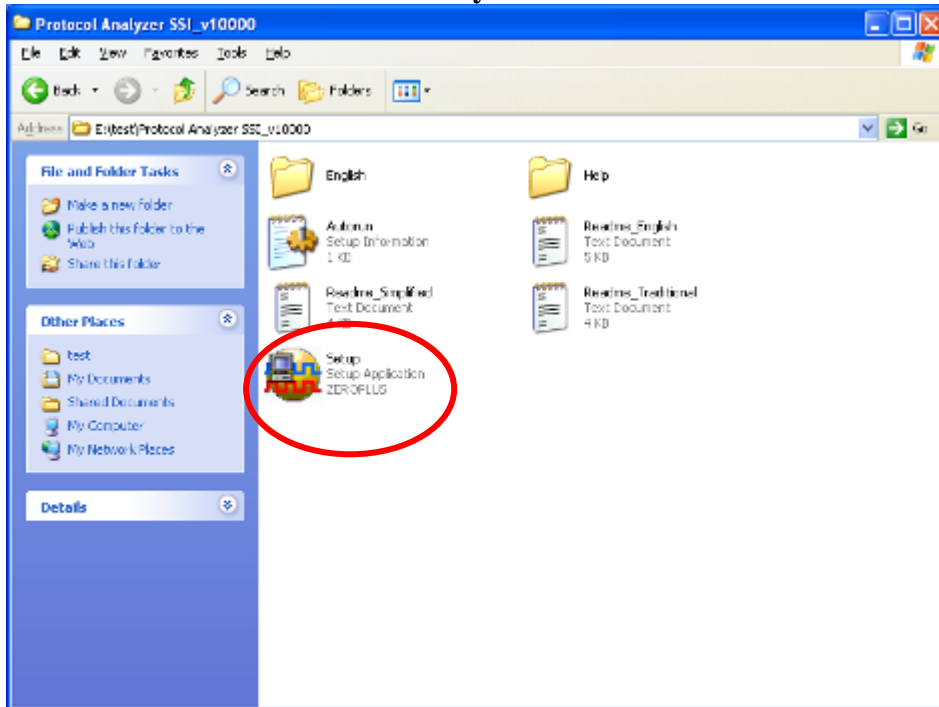 Protocol Analyzer SSI_v10000
File Edit View Favorites Tools Help
Back Search Folders
Address E:\test\Protocol Analyzer SSI_v10000 Go
File and Folder Tasks
Make a new folder
Publish this folder to the
Web
Share this folder
Other Places
test
My Documents
Shared Documents
My Computer
My Network Places
Details
English
Help
Autorun
Setup Information
1 KB
Readme_English
Text Document
5 KB
Readme_Simplified
Text Document
4 KB
Readme_Traditional
Text Document
4 KB
Setup
Setup Application
ZEROPLUS